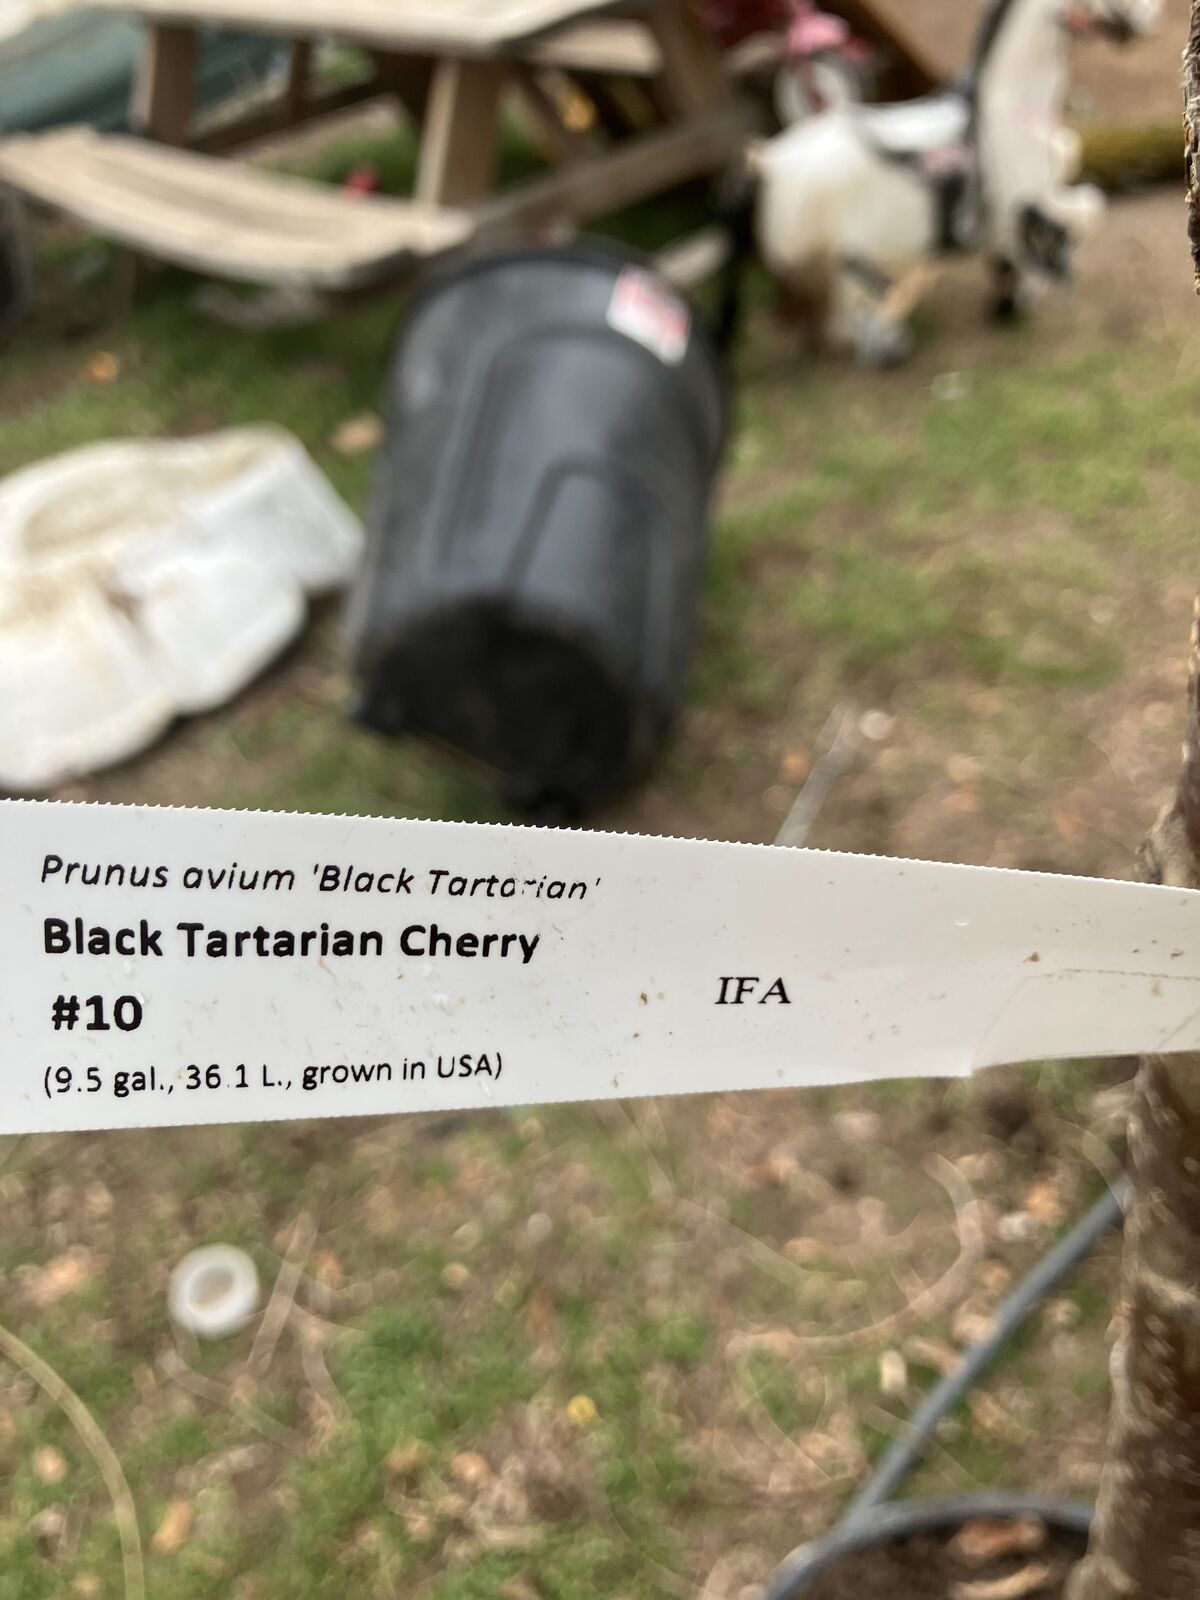 Prunus avium 'Black Tartarian'
Black Tartarian Cherry
#10
IFA
(9.5 gal., 36.1 L., grown in USA)